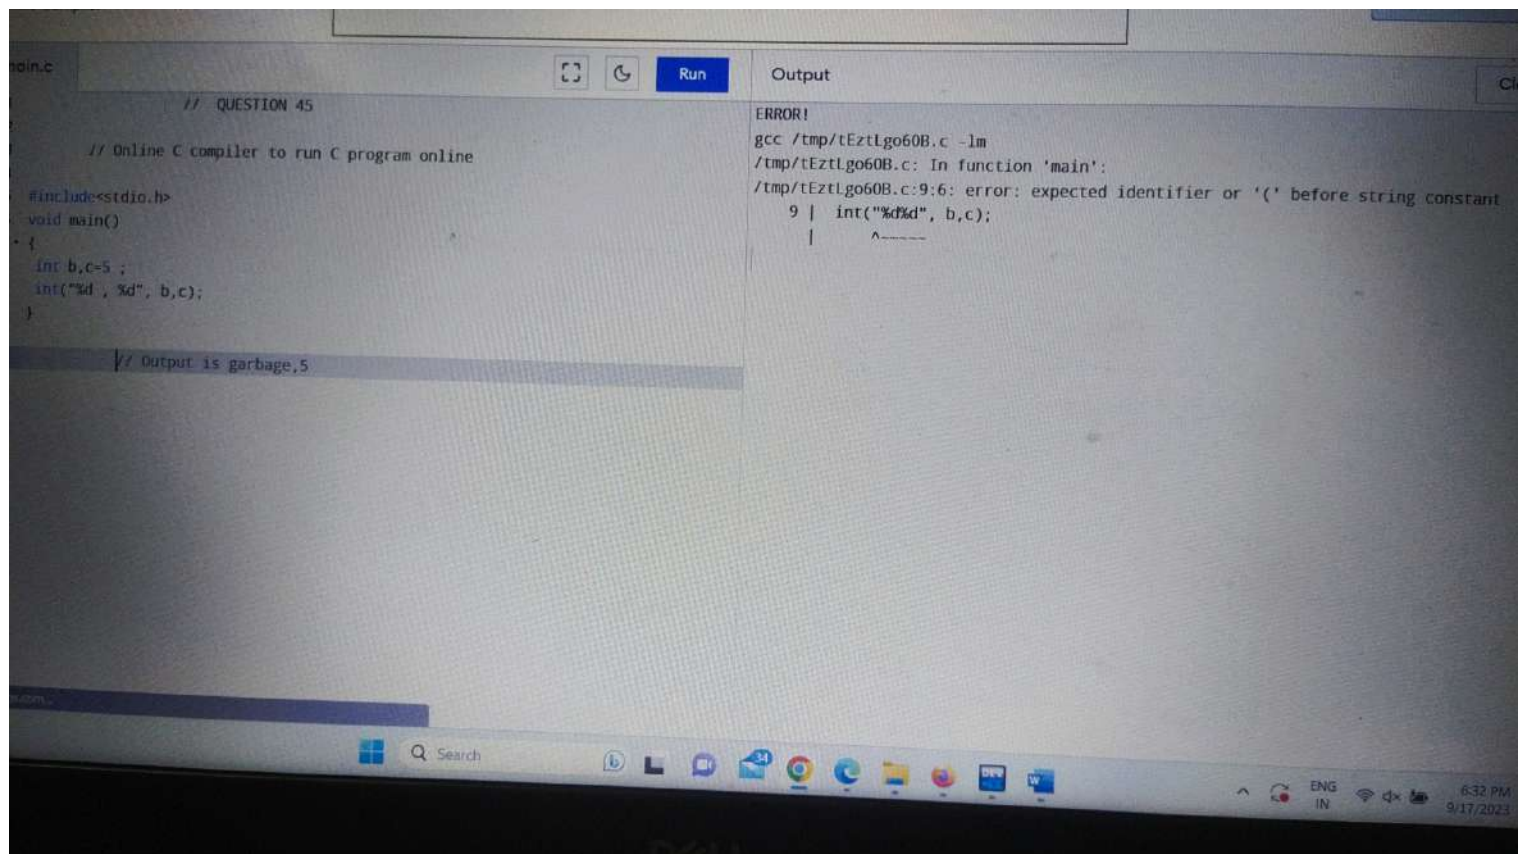 Run
Output
// QUESTION 45
// Online C compiler to run C program online
#include<stdio.h>
void main()
{
int b,c=5 ;
int("%d , %d", b,c);
}
// Output is garbage,5
ERROR!
gcc /tmp/tEztLgo60B.c -lm
/tmp/tEztLgo60B.c: In function 'main':
/tmp/tEztLgo60B.c:9:6: error: expected identifier or '(' before string constant
9 | int("%d%d", b,c);
| ^~~~~~
Search
34
DEV
W
ENG
IN
6:32 PM
9/17/2023